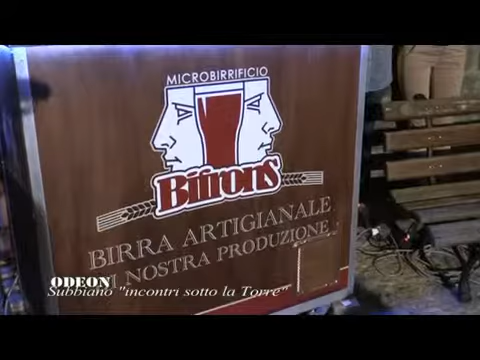 MICROBIRRIFICIO
Bifrons
BIRRA ARTIGIANALE
DI NOSTRA PRODUZIONE
ODEON
Subbiano "incontri sotto la Torre"